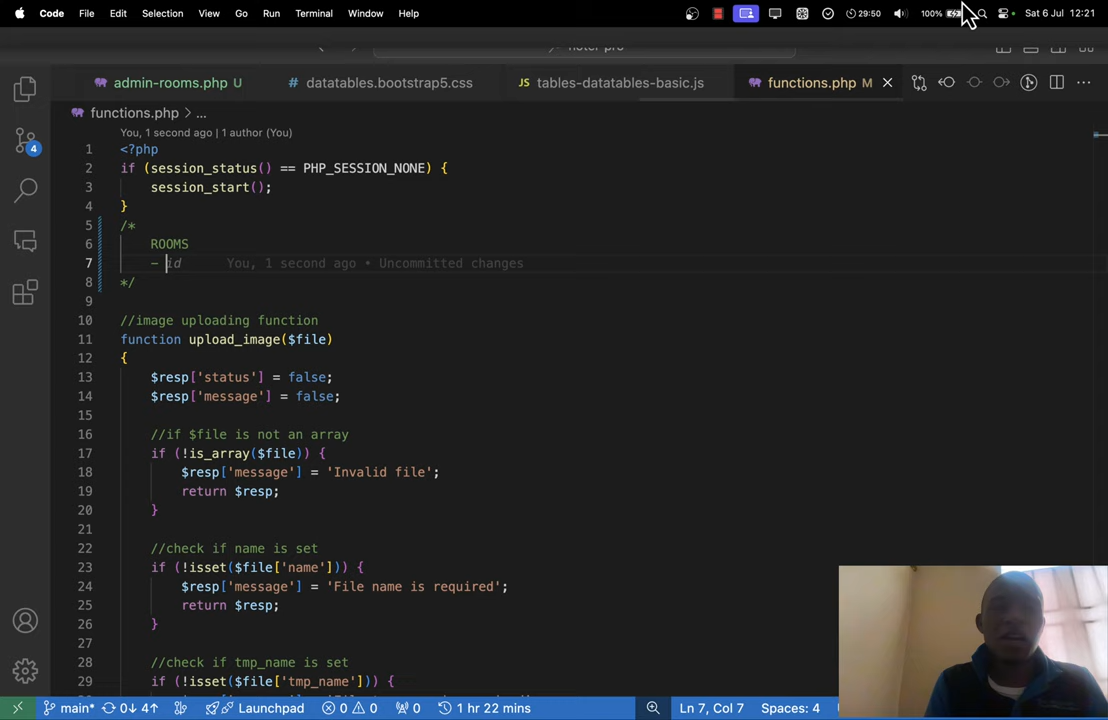 Code File Edit Selection View Go Run Terminal Window Help 29:50 100% Sat 6 Jul 12:21
admin-rooms.php U datatables.bootstrap5.css JS tables-datatables-basic.js functions.php M
functions.php > ...
You, 1 second ago | 1 author (You)
1 <?php
2 if (session_status() == PHP_SESSION_NONE) {
3 session_start();
4 }
5 /*
6 ROOMS
7 - id You, 1 second ago • Uncommitted changes
8 */
9
10 //image uploading function
11 function upload_image($file)
12 {
13 $resp['status'] = false;
14 $resp['message'] = false;
15
16 //if $file is not an array
17 if (!is_array($file)) {
18 $resp['message'] = 'Invalid file';
19 return $resp;
20 }
21
22 //check if name is set
23 if (!isset($file['name'])) {
24 $resp['message'] = 'File name is required';
25 return $resp;
26 }
27
28 //check if tmp_name is set
29 if (!isset($file['tmp_name'])) {
4
main* 0↓ 4↑ Launchpad 0 0 0 1 hr 22 mins Ln 7, Col 7 Spaces: 4